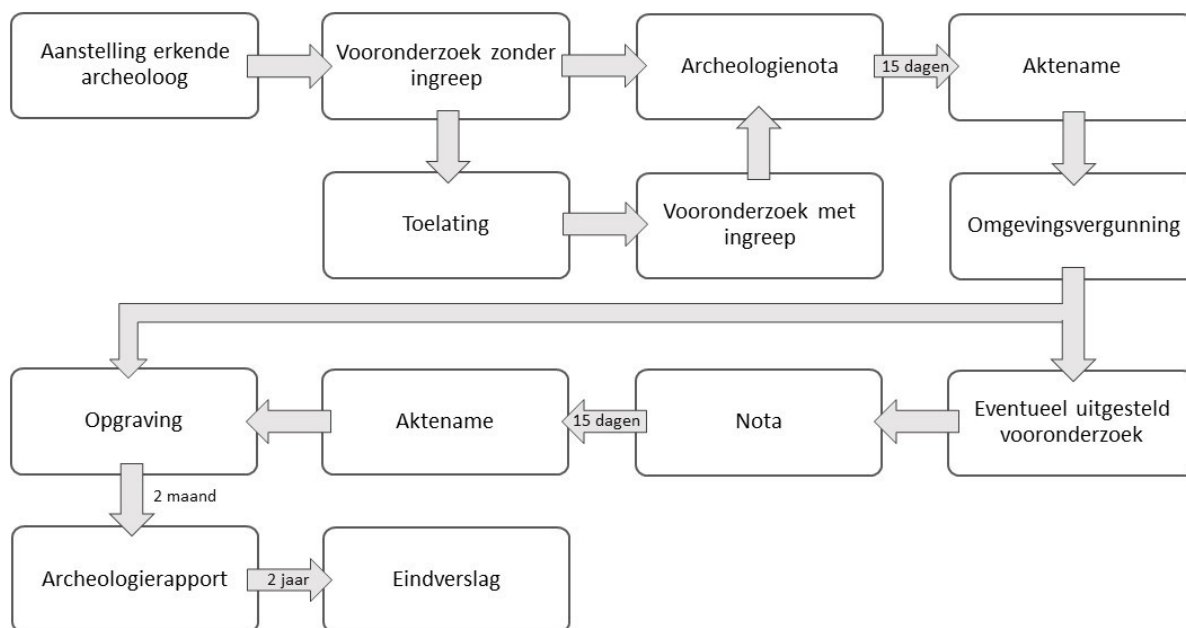 Aanstelling erkende
archeoloog
Vooronderzoek zonder
ingreep
Archeologienota
15 dagen
Aktename
Toelating
Vooronderzoek met
ingreep
Omgevingsvergunning
Opgraving
Aktename
15 dagen
Nota
Eventueel uitgesteld
vooronderzoek
2 maand
Archeologierapport
2 jaar
Eindverslag